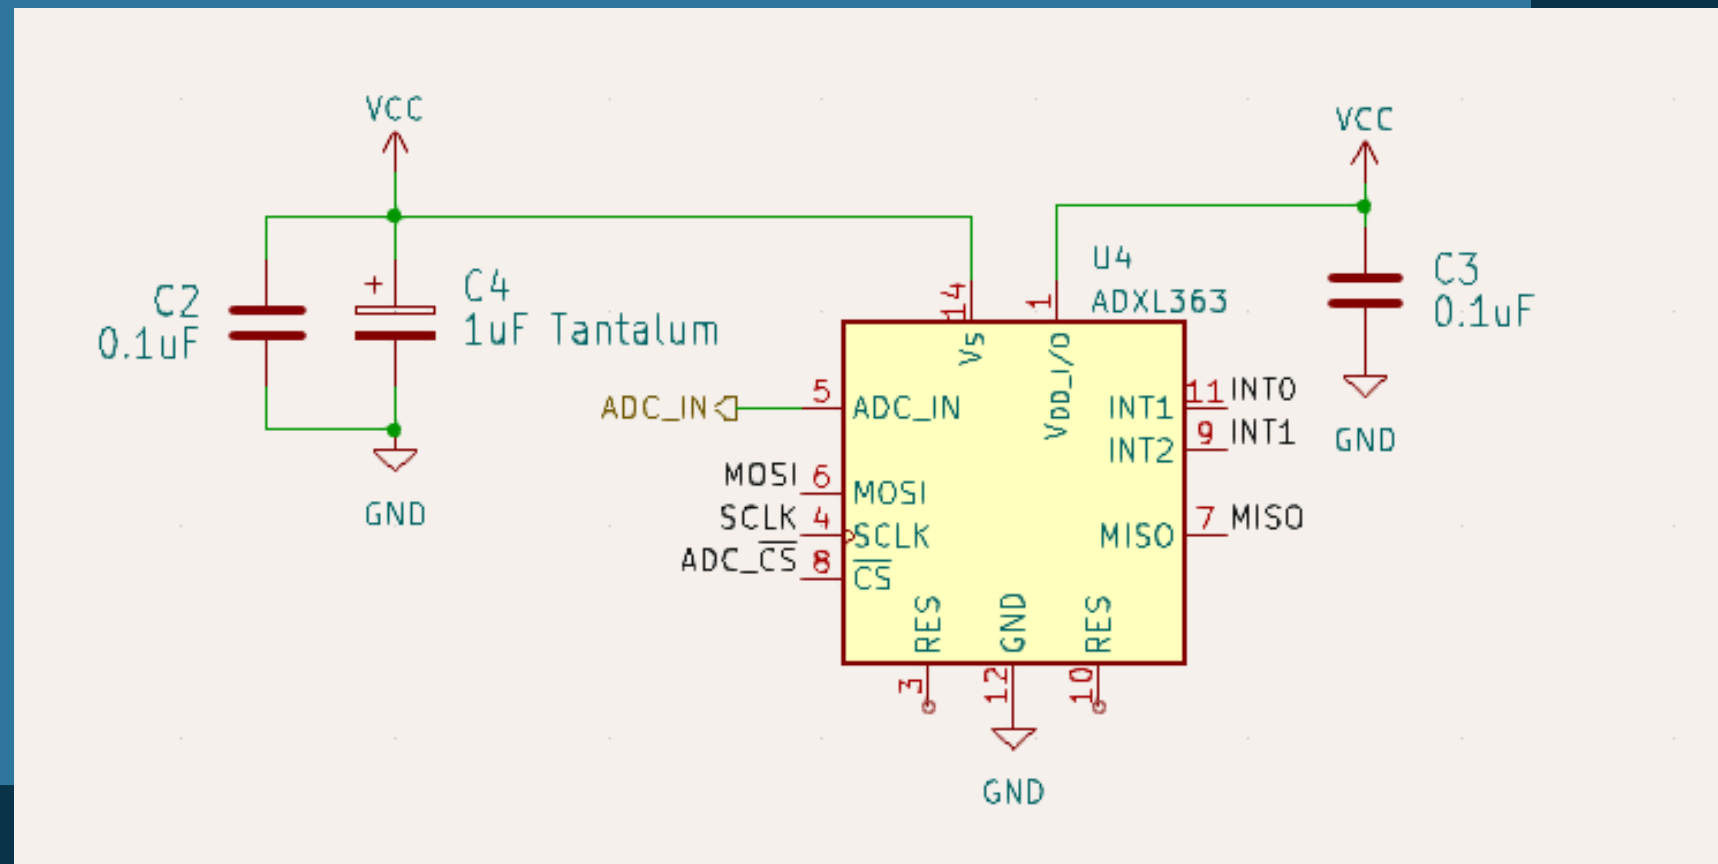 VCC
VCC
C2
0.1uF
+
C4
1uF Tantalum
U4
ADXL363
C3
0.1uF
14
1
Vs
VDD_I/O
ADC_IN
5
ADC_IN
INT1
11
INT0
INT2
9
INT1
GND
MOSI
6
MOSI
SCLK
4
SCLK
MISO
7
MISO
ADC_CS
8
CS
GND
RES
GND
RES
3
12
10
GND